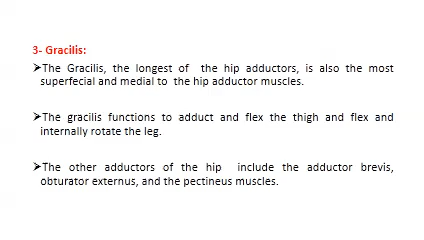 3- Gracilis:
➢The Gracilis, the longest of the hip adductors, is also the most
superfecial and medial to the hip adductor muscles.
➢The gracilis functions to adduct and flex the thigh and flex and
internally rotate the leg.
➢The other adductors of the hip include the adductor brevis,
obturator externus, and the pectineus muscles.